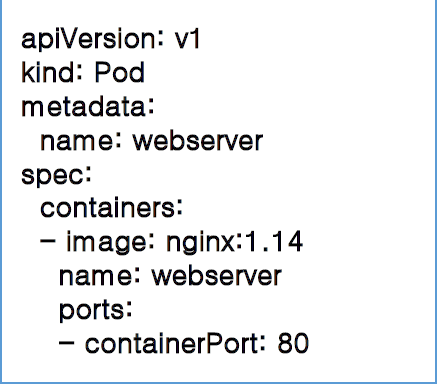 apiVersion: v1
kind: Pod
metadata:
  name: webserver
spec:
  containers:
  - image: nginx:1.14
    name: webserver
    ports:
    - containerPort: 80